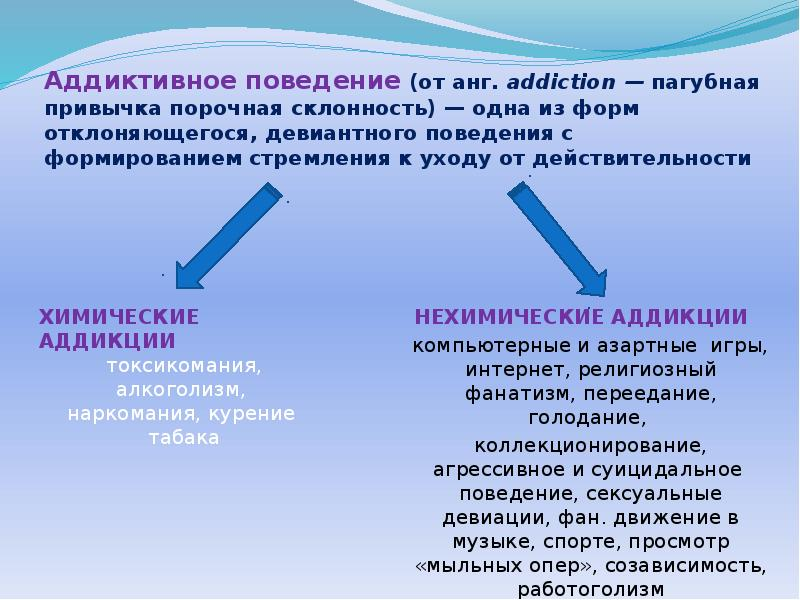 Аддиктивное поведение (от анг. addiction — пагубная
привычка порочная склонность) — одна из форм
отклоняющегося, девиантного поведения с
формированием стремления к уходу от действительности
ХИМИЧЕСКИЕ
АДДИКЦИИ
токсикомания,
алкоголизм,
наркомания, курение
табака
НЕХИМИЧЕСКИЕ АДДИКЦИИ
компьютерные и азартные игры,
интернет, религиозный
фанатизм, переедание,
голодание,
коллекционирование,
агрессивное и суицидальное
поведение, сексуальные
девиации, фан. движение в
музыке, спорте, просмотр
«мыльных опер», созависимость,
работоголизм